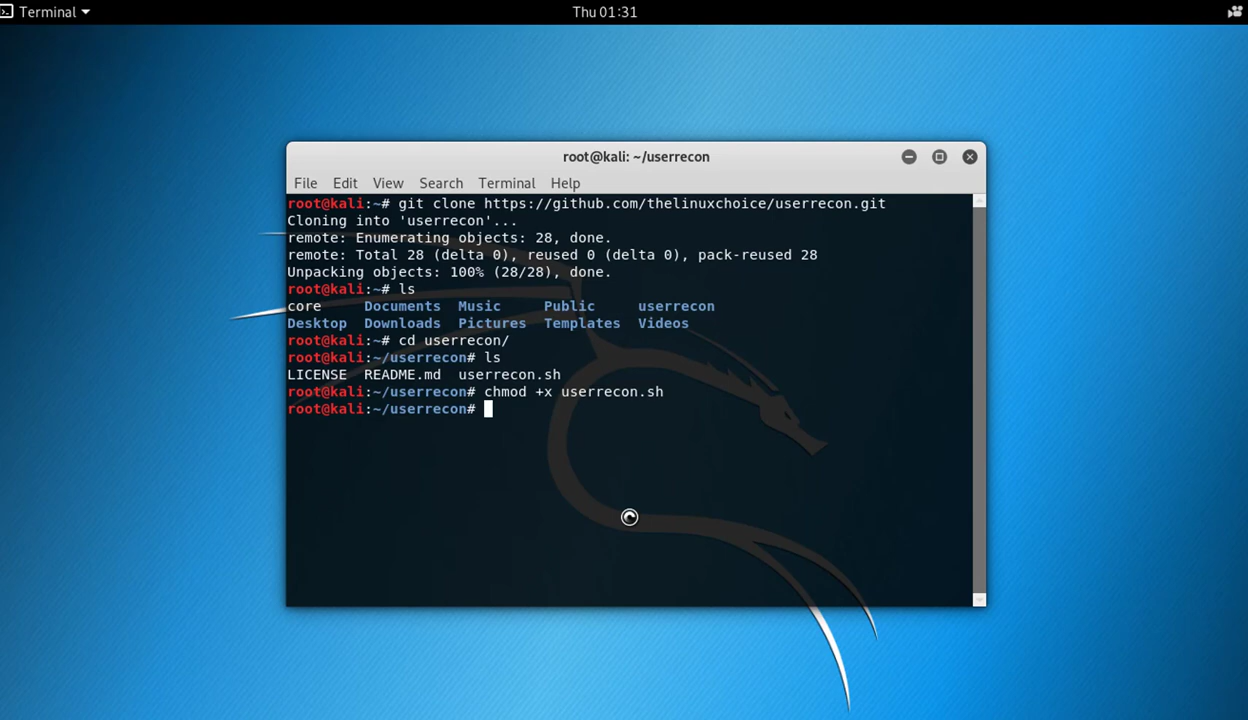 Terminal
Thu 01:31
root@kali: ~/userrecon
File Edit View Search Terminal Help
root@kali:~# git clone https://github.com/thelinuxchoice/userrecon.git
Cloning into 'userrecon'...
remote: Enumerating objects: 28, done.
remote: Total 28 (delta 0), reused 0 (delta 0), pack-reused 28
Unpacking objects: 100% (28/28), done.
root@kali:~# ls
core Documents Music Public userrecon
Desktop Downloads Pictures Templates Videos
root@kali:~# cd userrecon/
root@kali:~/userrecon# ls
LICENSE README.md userrecon.sh
root@kali:~/userrecon# chmod +x userrecon.sh
root@kali:~/userrecon#